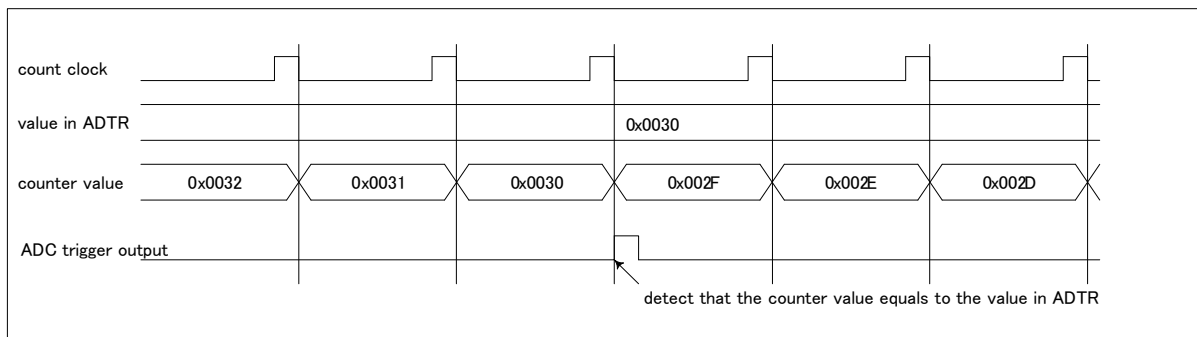 count clock
value in ADTR
0x0030
counter value
0x0032
0x0031
0x0030
0x002F
0x002E
0x002D
ADC trigger output
detect that the counter value equals to the value in ADTR